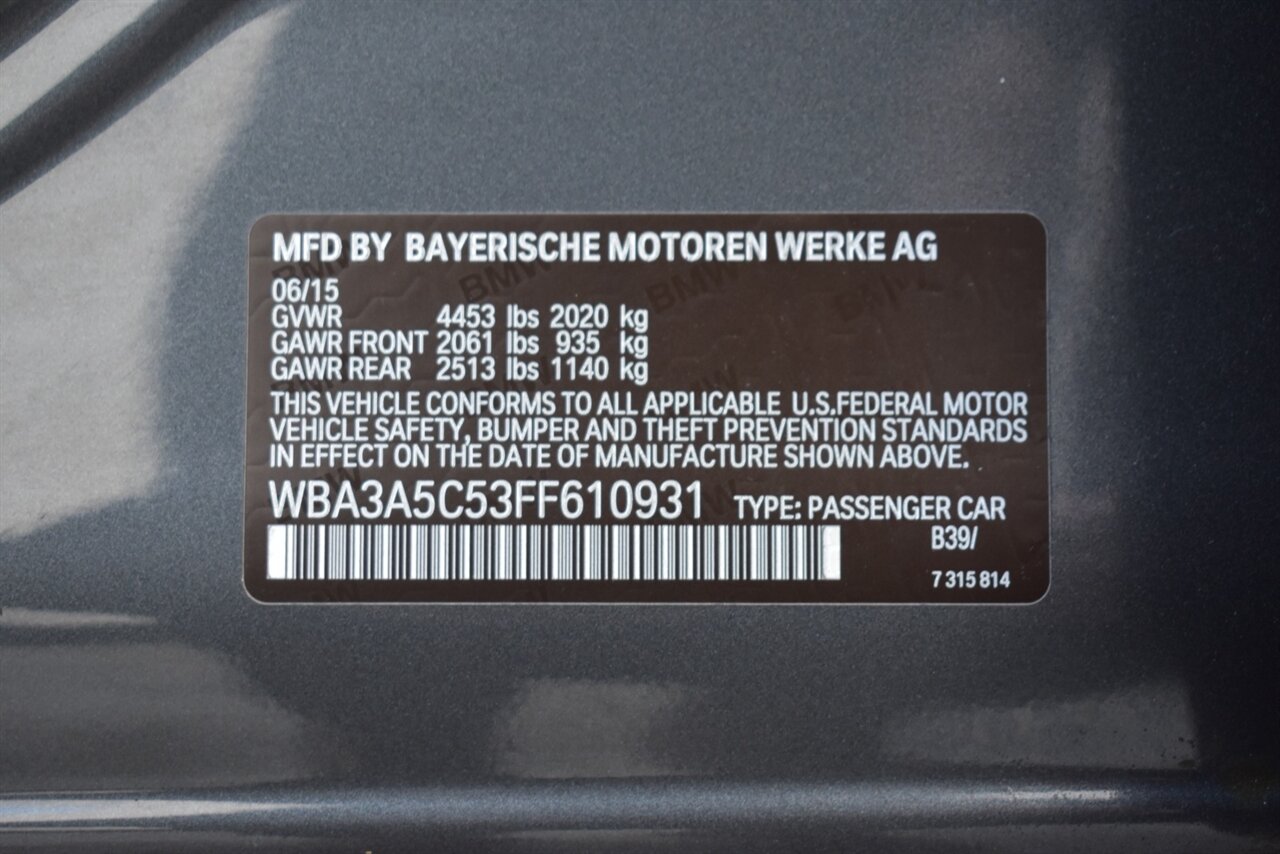 MFD BY BAYERISCHE MOTOREN WERKE AG
06/15
GVWR 4453 lbs 2020 kg
GAWR FRONT 2061 lbs 935 kg
GAWR REAR 2513 lbs 1140 kg
THIS VEHICLE CONFORMS TO ALL APPLICABLE U.S.FEDERAL MOTOR
VEHICLE SAFETY, BUMPER AND THEFT PREVENTION STANDARDS
IN EFFECT ON THE DATE OF MANUFACTURE SHOWN ABOVE.
WBA3A5C53FF610931 TYPE: PASSENGER CAR
B39/
7 315 814